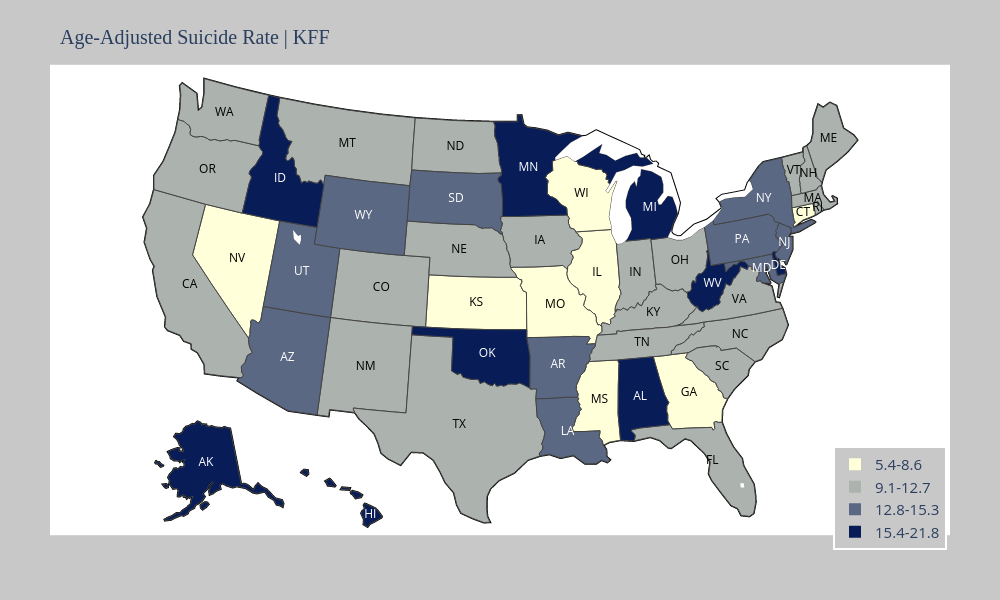 Age-Adjusted Suicide Rate | KFF
WA
MT
ND
MN
ME
VT
NH
OR
ID
SD
WI
NY
MA
RI
CT
WY
MI
PA
NJ
IA
NE
NV
UT
IL
IN
OH
MD
DE
WV
CA
CO
KS
MO
VA
KY
NC
TN
AZ
OK
AR
NM
SC
GA
MS
AL
TX
LA
FL
AK
HI
5.4-8.6
9.1-12.7
12.8-15.3
15.4-21.8